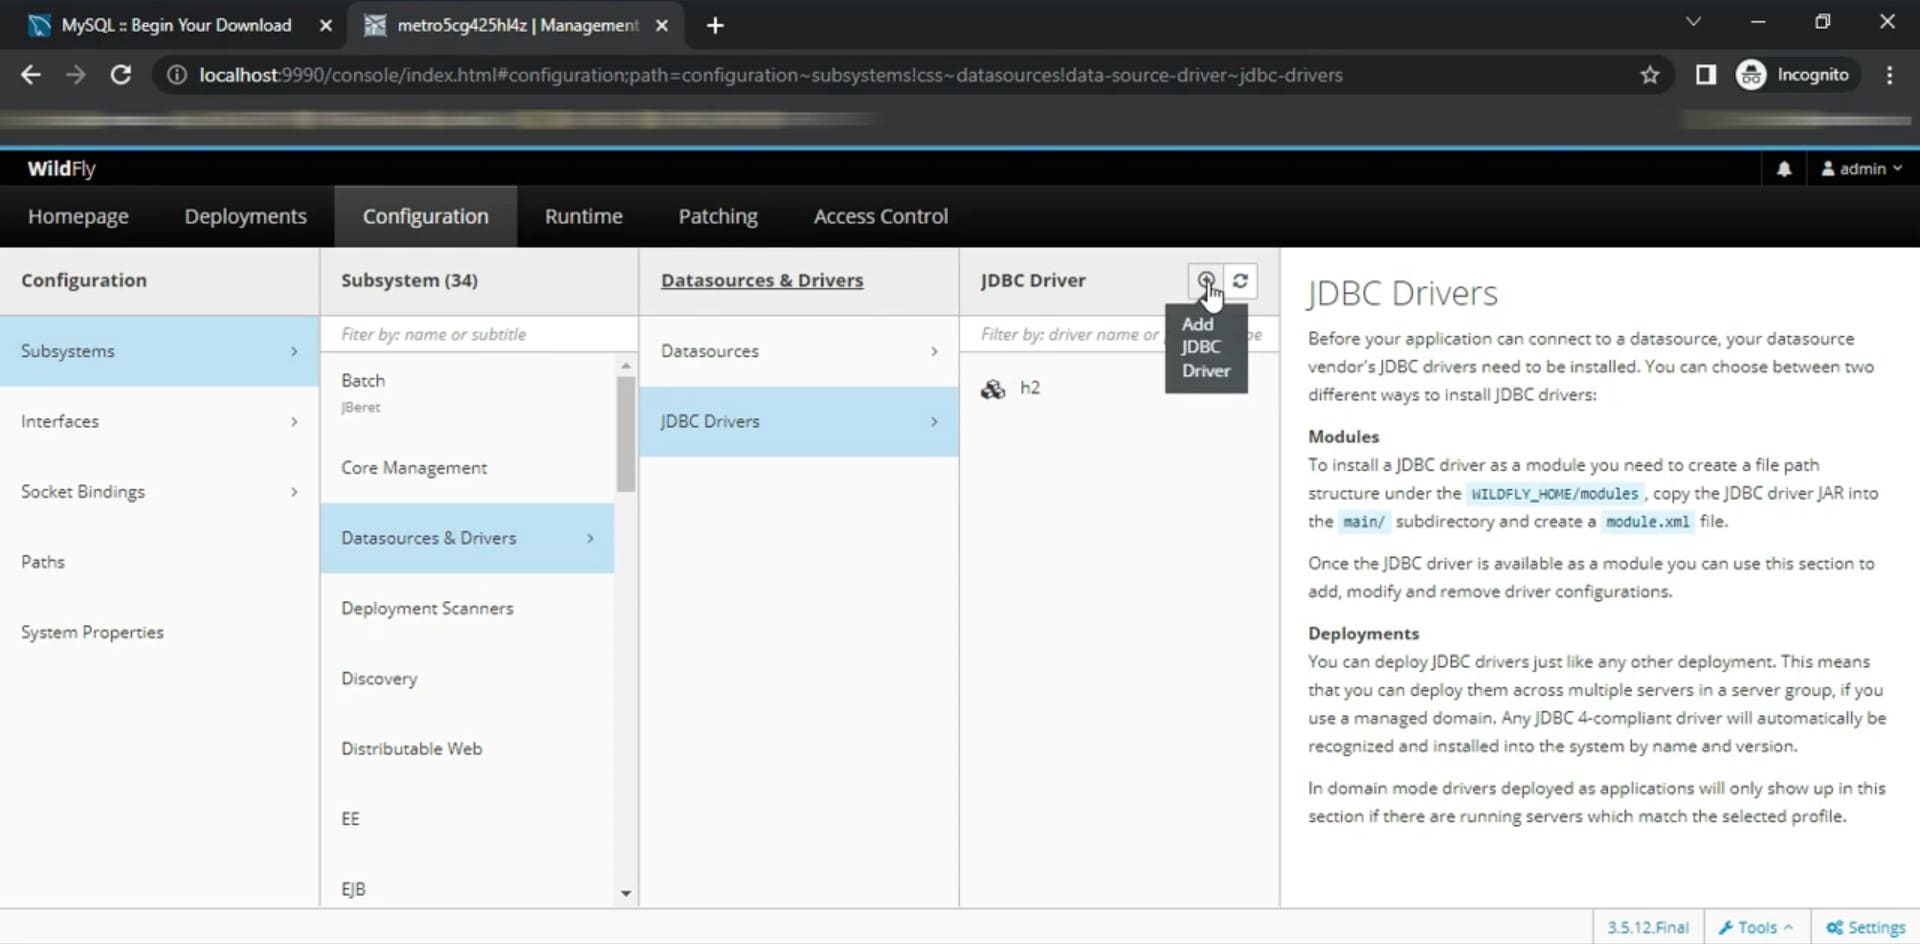 MySQL :: Begin Your Download
metro5cg425hl4z | Management
localhost:9990/console/index.html#configuration;path=configuration~subsystems!css~datasources!data-source-driver~jdbc-drivers
Incognito
WildFly
admin
Homepage
Deployments
Configuration
Runtime
Patching
Access Control
Configuration
Subsystems
Interfaces
Socket Bindings
Paths
System Properties
Subsystem (34)
Fiter by: name or subtitle
Batch
JBeret
Core Management
Datasources & Drivers
Deployment Scanners
Discovery
Distributable Web
EE
EJB
Datasources & Drivers
Datasources
JDBC Drivers
JDBC Driver
Add
JDBC
Driver
Filter by: driver name or
h2
JDBC Drivers
Before your application can connect to a datasource, your datasource
vendor's JDBC drivers need to be installed. You can choose between two
different ways to install JDBC drivers:
Modules
To install a JDBC driver as a module you need to create a file path
structure under the WILDFLY_HOME/modules , copy the JDBC driver JAR into
the main/ subdirectory and create a module.xml file.
Once the JDBC driver is available as a module you can use this section to
add, modify and remove driver configurations.
Deployments
You can deploy JDBC drivers just like any other deployment. This means
that you can deploy them across multiple servers in a server group, if you
use a managed domain. Any JDBC 4-compliant driver will automatically be
recognized and installed into the system by name and version.
In domain mode drivers deployed as applications will only show up in this
section if there are running servers which match the selected profile.
3.5.12.Final
Tools
Settings